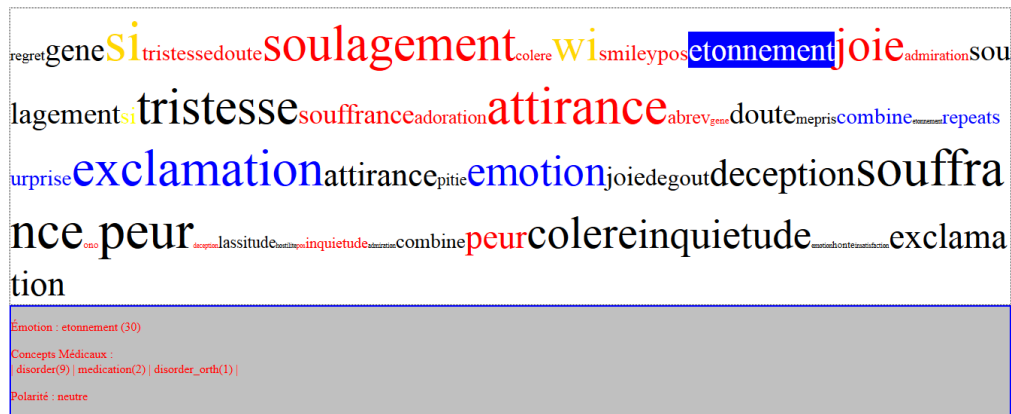 regretgenesitristessedoutesoulagementcolerewismileyposetonnementjoieadmirationsou
lagementsitristessesouffranceadorationattiranceabrevgenedoutemepriscombineetonnementrepeats
urpriseexclamationattirancepitieemotionjoiedegoutdeceptionsouffra
nceonopeurdeceptionlassitudehostiliteposinquietudeadmirationcombinepeurcolereinquietudeemotionhonteinsatisfactionexclama
tion
Émotion : etonnement (30)
Concepts Médicaux :
| disorder(9) | medication(2) | disorder_orth(1) |
Polarité : neutre